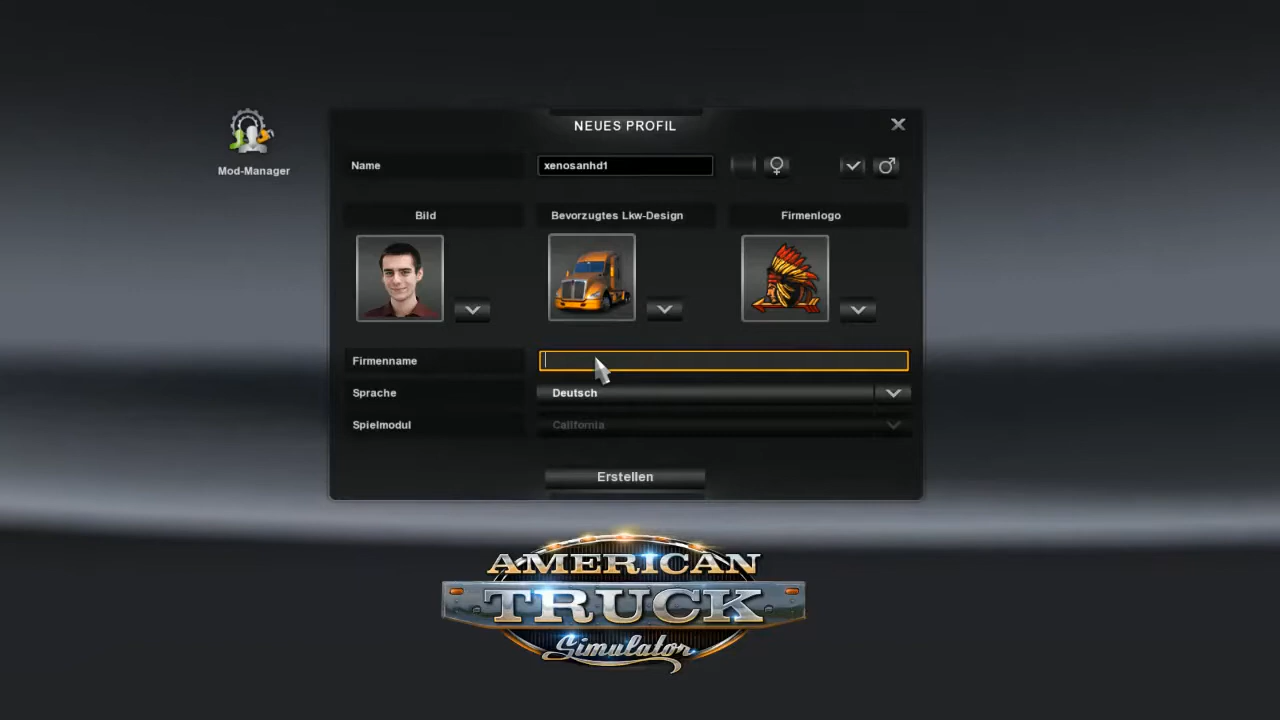 NEUES PROFIL
Mod-Manager
Name
xenosanhd1
Bild
Bevorzugtes Lkw-Design
Firmenlogo
Firmenname
Sprache
Deutsch
Spielmodul
California
Erstellen
AMERICAN
TRUCK
Simulator